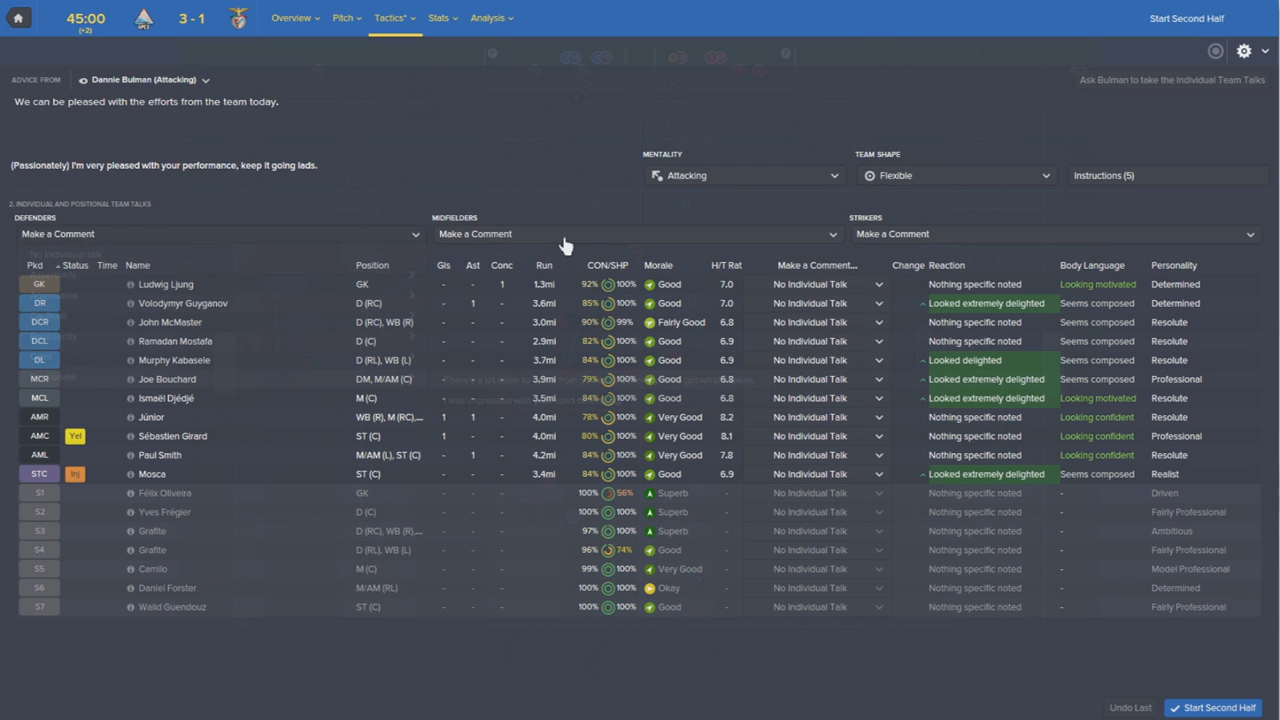 45:00 (+2) 3 - 1 Overview Pitch Tactics* Stats Analysis Start Second Half
ADVICE FROM Dannie Bulman (Attacking) Ask Bulman to take the Individual Team Talks
We can be pleased with the efforts from the team today.
MENTALITY TEAM SHAPE
(Passionately) I'm very pleased with your performance, keep it going lads.
Attacking Flexible Instructions (5)
2. INDIVIDUAL AND POSITIONAL TEAM TALKS
DEFENDERS MIDFIELDERS STRIKERS
Make a Comment Make a Comment Make a Comment
Pkd Status Time Name Position Gls Ast Conc Run CON/SHP Morale H/T Rat Make a Comment... Change Reaction Body Language Personality
GK Ludwig Ljung GK - - 1 1.3mi 92% 100% Good 7.0 No Individual Talk Nothing specific noted Looking motivated Determined
DR Volodymyr Guyganov D (RC) - 1 - 3.6mi 85% 100% Good 7.0 No Individual Talk Looked extremely delighted Seems composed Determined
DCR John McMaster D (RC), WB (R) - - - 3.0mi 90% 99% Fairly Good 6.8 No Individual Talk Nothing specific noted Seems composed Resolute
DCL Ramadan Mostafa D (C) - - - 2.9mi 82% 100% Good 6.9 No Individual Talk Nothing specific noted Seems composed Resolute
DL Murphy Kabasele D (RL), WB (L) - - - 3.7mi 84% 100% Good 6.9 No Individual Talk Looked delighted Seems composed Resolute
MCR Joe Bouchard DM, M/AM (C) - - - 3.9mi 79% 100% Good 6.8 No Individual Talk Looked extremely delighted Seems composed Professional
MCL Ismaël Djédjé M (C) - - - 3.5mi 84% 100% Good 6.8 No Individual Talk Looked extremely delighted Looking motivated Resolute
AMR Júnior WB (R), M (RC),... 1 1 - 4.0mi 78% 100% Very Good 8.2 No Individual Talk Nothing specific noted Looking confident Resolute
AMC Yel Sébastien Girard ST (C) 1 - - 4.0mi 80% 100% Very Good 8.1 No Individual Talk Nothing specific noted Looking confident Professional
AML Paul Smith M/AM (L), ST (C) 1 1 - 4.2mi 84% 100% Very Good 7.8 No Individual Talk Nothing specific noted Looking confident Resolute
STC Inj Mosca ST (C) - - - 3.4mi 84% 100% Good 6.9 No Individual Talk Looked extremely delighted Seems composed Realist
S1 Félix Oliveira GK 100% 56% Superb - No Individual Talk Nothing specific noted - Driven
S2 Yves Frégier D (C) 100% 100% Superb - No Individual Talk Nothing specific noted - Fairly Professional
S3 Grafite D (RC), WB (R),... 97% 100% Superb - No Individual Talk Nothing specific noted - Ambitious
S4 Grafite D (RL), WB (L) 96% 74% Good - No Individual Talk Nothing specific noted - Fairly Professional
S5 Camilo M (C) 99% 100% Very Good - No Individual Talk Nothing specific noted - Model Professional
S6 Daniel Forster M/AM (RL) 100% 100% Okay - No Individual Talk Nothing specific noted - Determined
S7 Walid Guendouz ST (C) 100% 100% Good - No Individual Talk Nothing specific noted - Fairly Professional
Undo Last Start Second Half